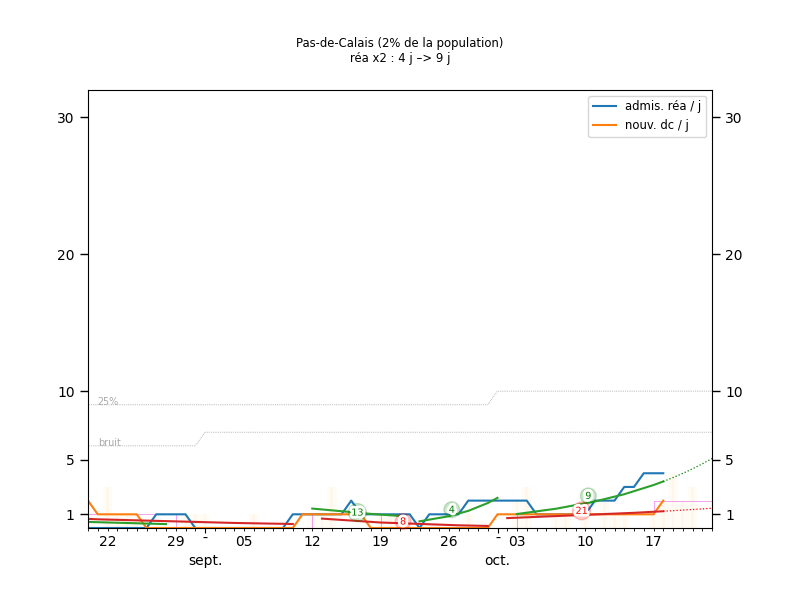 Pas-de-Calais (2% de la population)
réa x2 : 4 j –> 9 j
admis. réa / j
nouv. dc / j
30 30
20 20
10 10
25%
bruit
5 5
9
4
21
13
8
1 1
22 29 - 05 12 19 26 - 03 10 17
sept. oct.